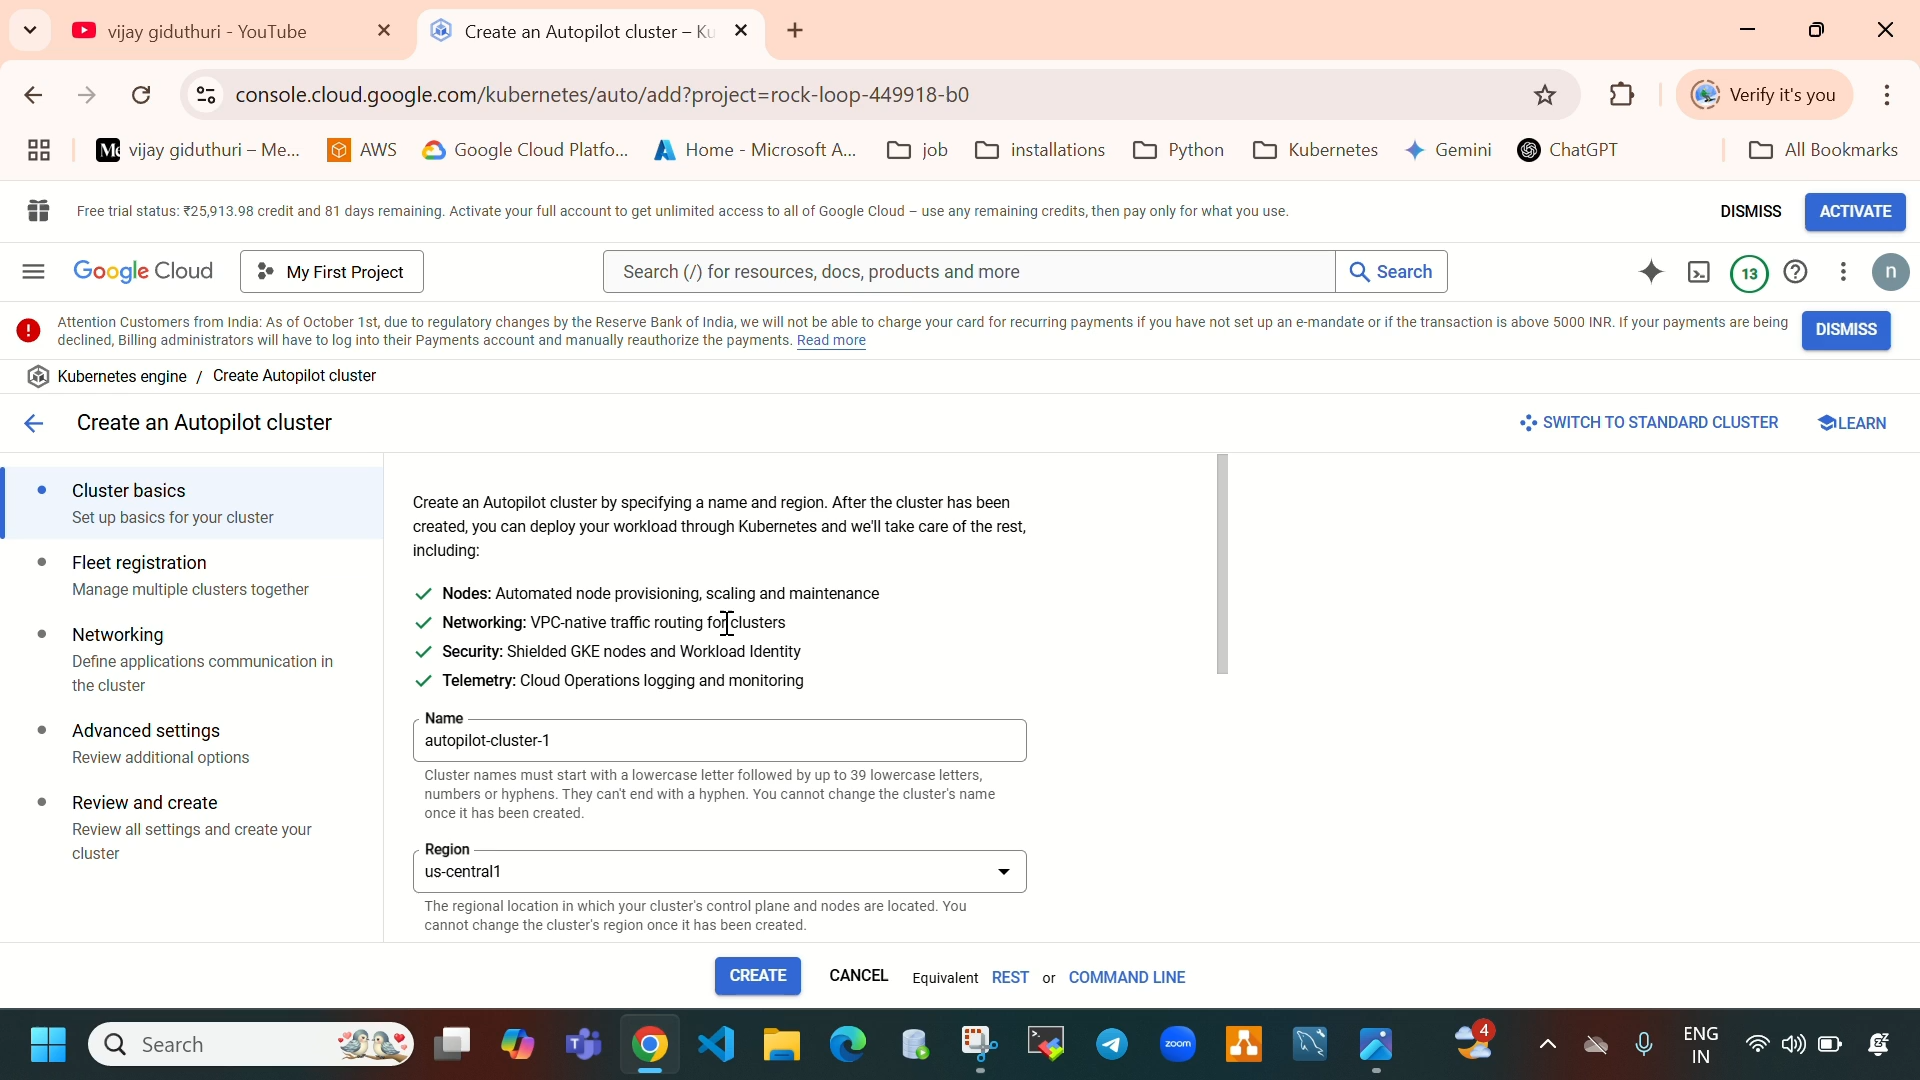 vijay giduthuri - YouTube
Create an Autopilot cluster – Ku
console.cloud.google.com/kubernetes/auto/add?project=rock-loop-449918-b0
Verify it's you
vijay giduthuri – Me...
AWS
Google Cloud Platfo...
Home - Microsoft A...
job
installations
Python
Kubernetes
Gemini
ChatGPT
All Bookmarks
Free trial status: ₹25,913.98 credit and 81 days remaining. Activate your full account to get unlimited access to all of Google Cloud – use any remaining credits, then pay only for what you use.
DISMISS
ACTIVATE
Google Cloud
My First Project
Search (/) for resources, docs, products and more
Search
13
n
Attention Customers from India: As of October 1st, due to regulatory changes by the Reserve Bank of India, we will not be able to charge your card for recurring payments if you have not set up an e-mandate or if the transaction is above 5000 INR. If your payments are being
declined, Billing administrators will have to log into their Payments account and manually reauthorize the payments. Read more
DISMISS
Kubernetes engine / Create Autopilot cluster
Create an Autopilot cluster
SWITCH TO STANDARD CLUSTER
LEARN
Cluster basics
Set up basics for your cluster
Fleet registration
Manage multiple clusters together
Networking
Define applications communication in
the cluster
Advanced settings
Review additional options
Review and create
Review all settings and create your
cluster
Create an Autopilot cluster by specifying a name and region. After the cluster has been
created, you can deploy your workload through Kubernetes and we'll take care of the rest,
including:
Nodes: Automated node provisioning, scaling and maintenance
Networking: VPC-native traffic routing for clusters
Security: Shielded GKE nodes and Workload Identity
Telemetry: Cloud Operations logging and monitoring
Name
autopilot-cluster-1
Cluster names must start with a lowercase letter followed by up to 39 lowercase letters,
numbers or hyphens. They can't end with a hyphen. You cannot change the cluster's name
once it has been created.
Region
us-central1
The regional location in which your cluster's control plane and nodes are located. You
cannot change the cluster's region once it has been created.
CREATE
CANCEL
Equivalent REST or COMMAND LINE
Search
zoom
4
ENG
IN